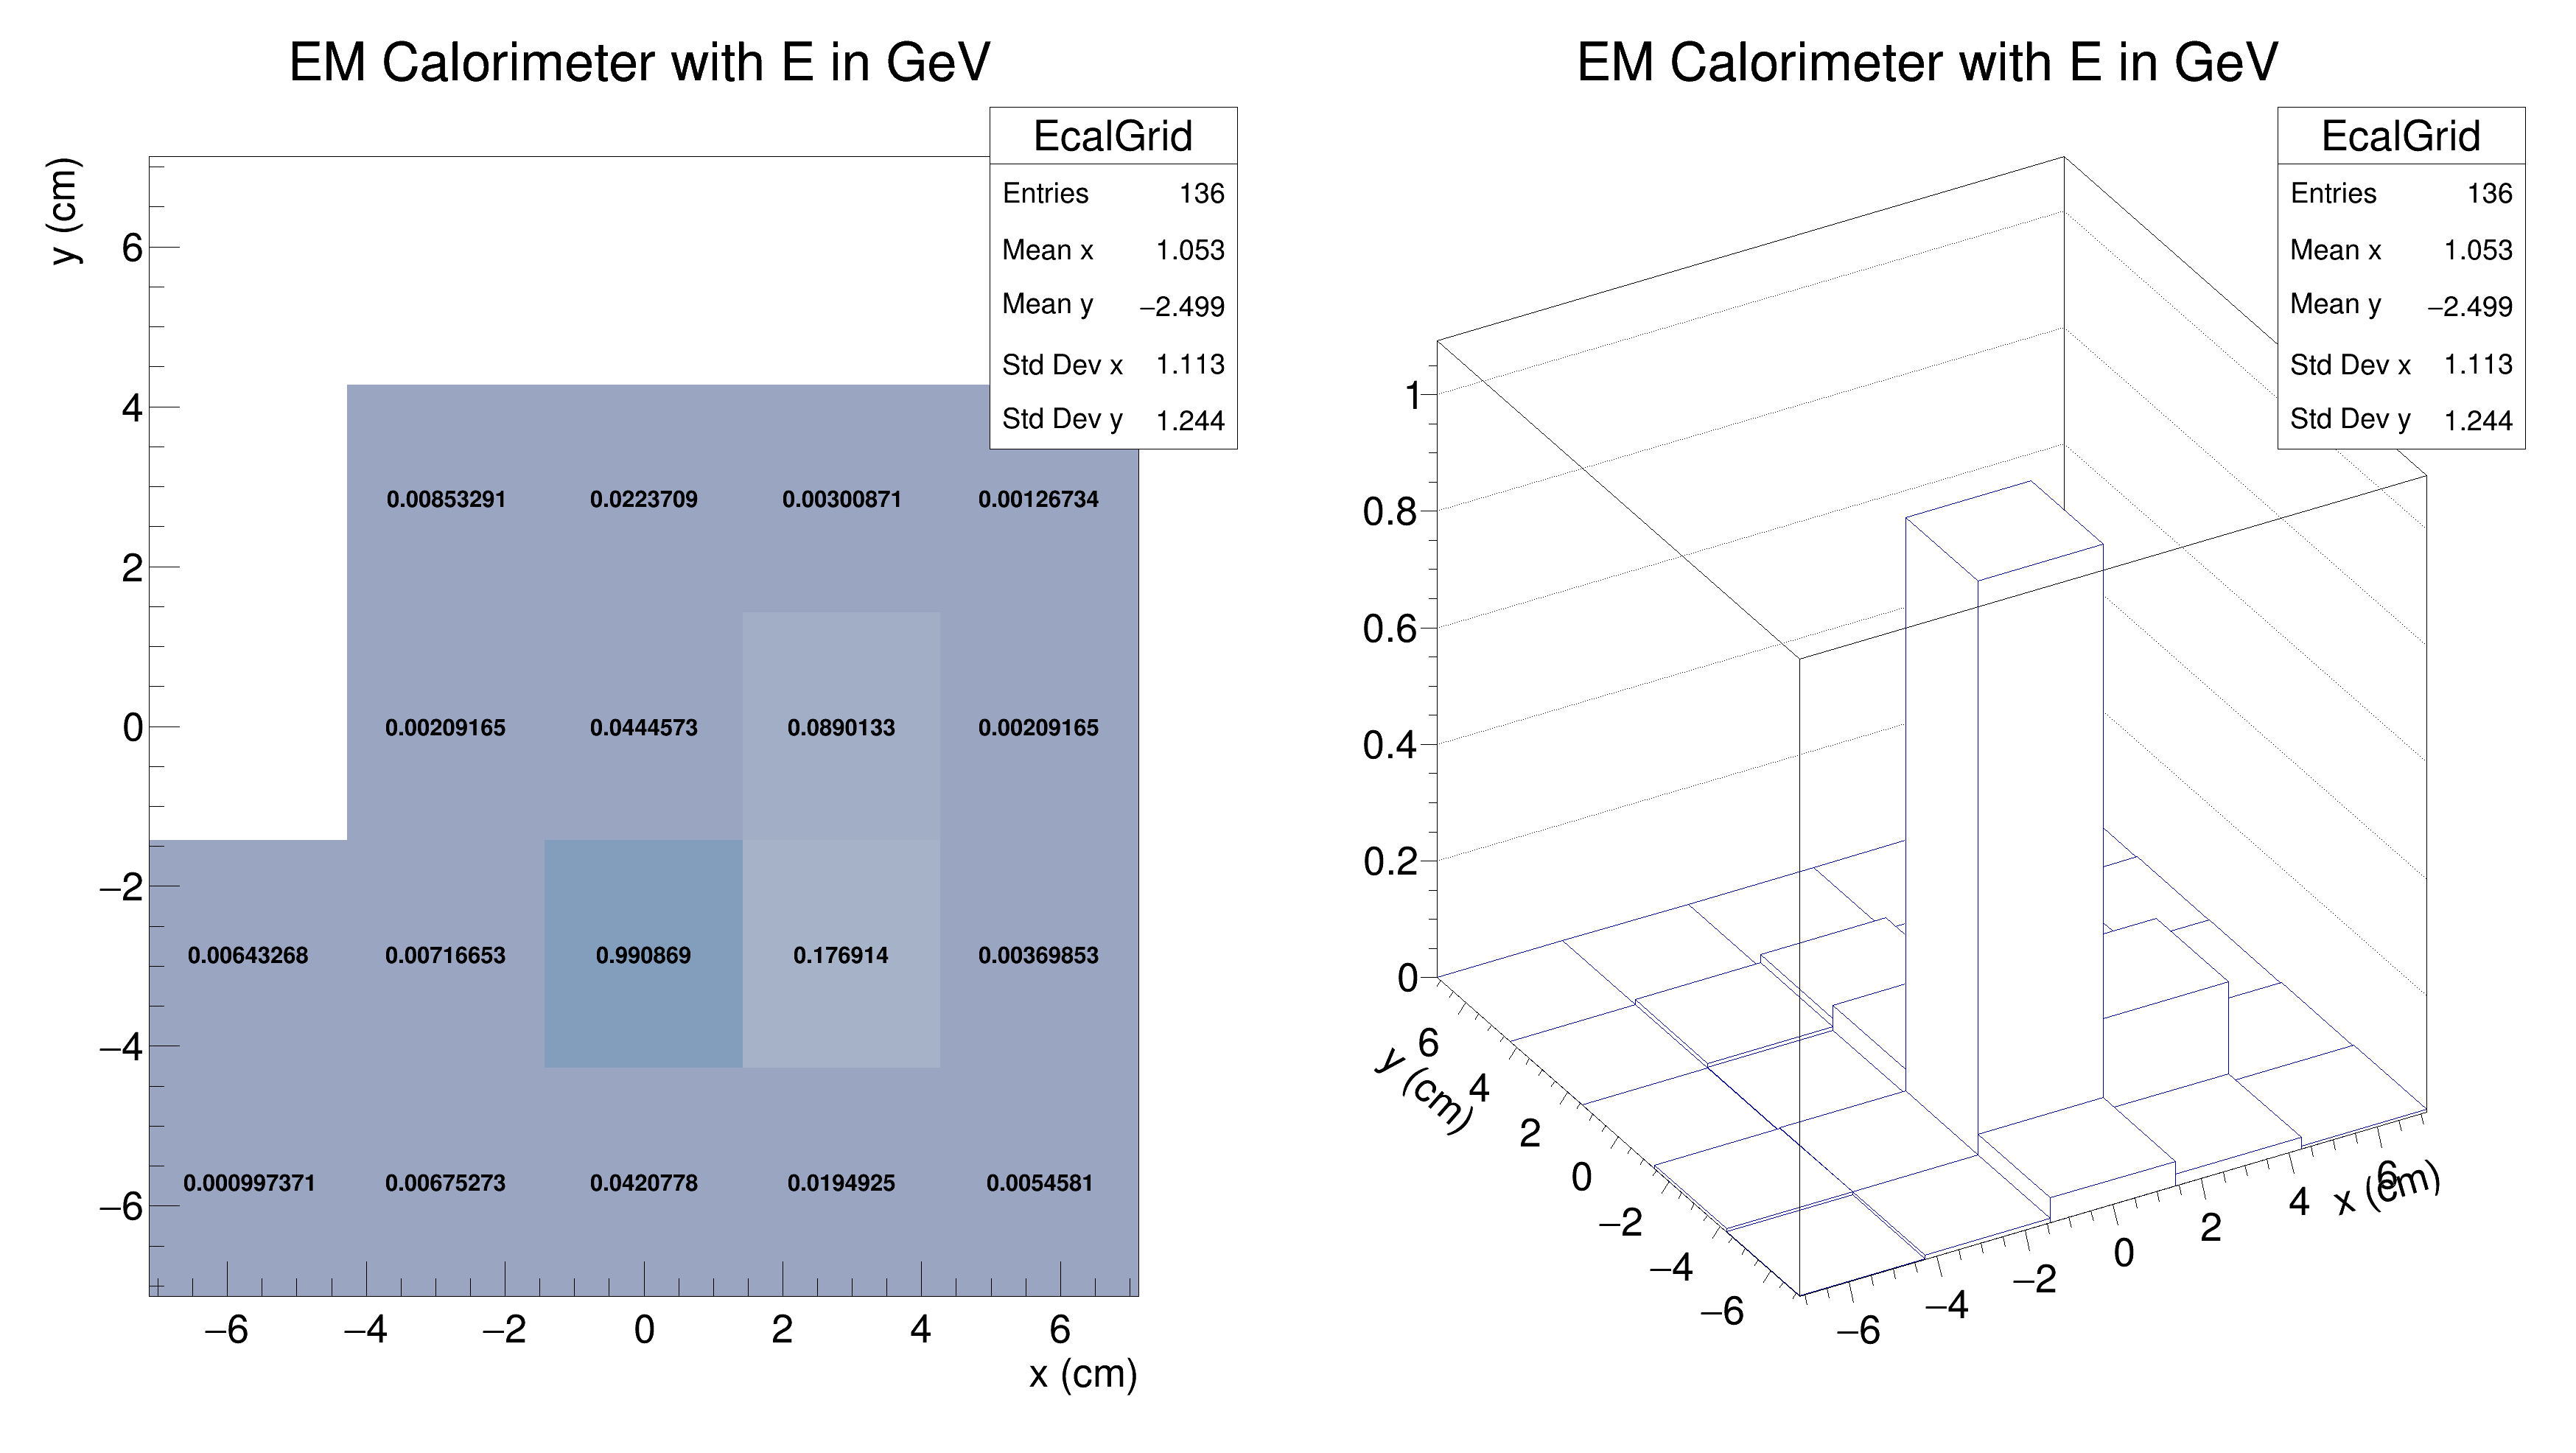 EM Calorimeter with E in GeV
EcalGrid
Entries 136
Mean x 1.053
Mean y −2.499
Std Dev x 1.113
Std Dev y 1.244
y (cm)
6
4
2
0
−2
−4
−6
0.00853291 0.0223709 0.00300871 0.00126734
0.00209165 0.0444573 0.0890133 0.00209165
0.00643268 0.00716653 0.990869 0.176914 0.00369853
0.000997371 0.00675273 0.0420778 0.0194925 0.0054581
−6 −4 −2 0 2 4 6
x (cm)
EM Calorimeter with E in GeV
EcalGrid
Entries 136
Mean x 1.053
Mean y −2.499
Std Dev x 1.113
Std Dev y 1.244
1
0.8
0.6
0.4
0.2
0
6
4
2
0
−2
−4
−6
y (cm)
−6
−4
−2
0
2
4
6
x (cm)